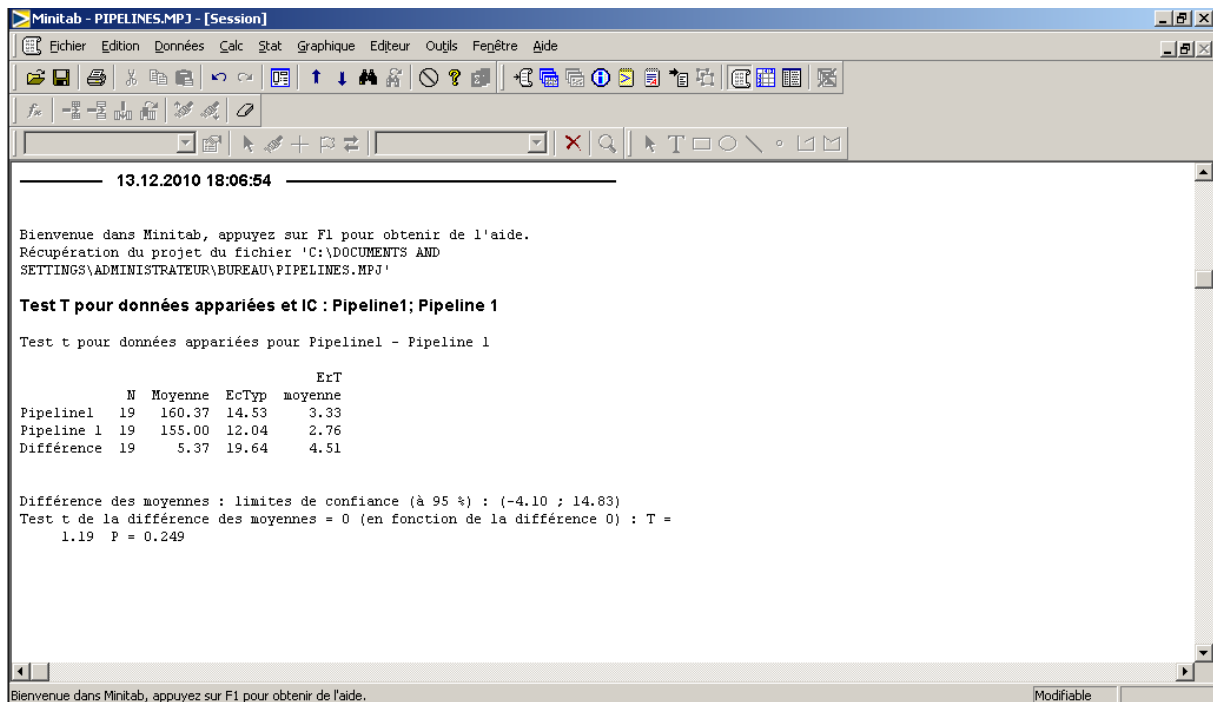 Minitab - PIPELINES.MPJ - [Session]
Fichier Edition Données Calc Stat Graphique Editeur Outils Fenêtre Aide
13.12.2010 18:06:54
Bienvenue dans Minitab, appuyez sur F1 pour obtenir de l'aide.
Récupération du projet du fichier 'C:\DOCUMENTS AND
SETTINGS\ADMINISTRATEUR\BUREAU\PIPELINES.MPJ'
Test T pour données appariées et IC : Pipeline1; Pipeline 1
Test t pour données appariées pour Pipeline1 - Pipeline 1
ErT
N Moyenne EcTyp moyenne
Pipeline1 19 160.37 14.53 3.33
Pipeline 1 19 155.00 12.04 2.76
Différence 19 5.37 19.64 4.51
Différence des moyennes : limites de confiance (à 95 %) : (-4.10 ; 14.83)
Test t de la différence des moyennes = 0 (en fonction de la différence 0) : T =
1.19 P = 0.249
Bienvenue dans Minitab, appuyez sur F1 pour obtenir de l'aide.
Modifiable